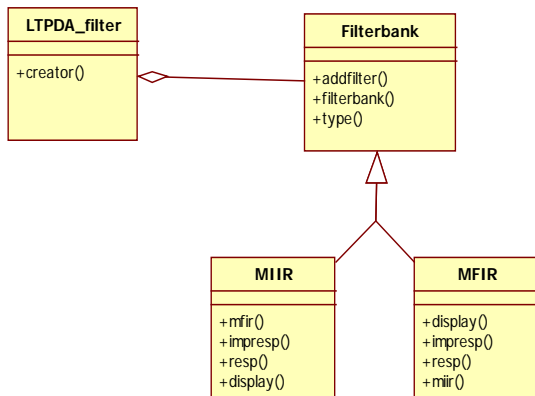 LTPDA_filter
+creator()
Filterbank
+addfilter()
+filterbank()
+type()
MIIR
+mfir()
+impresp()
+resp()
+display()
MFIR
+display()
+impresp()
+resp()
+miir()